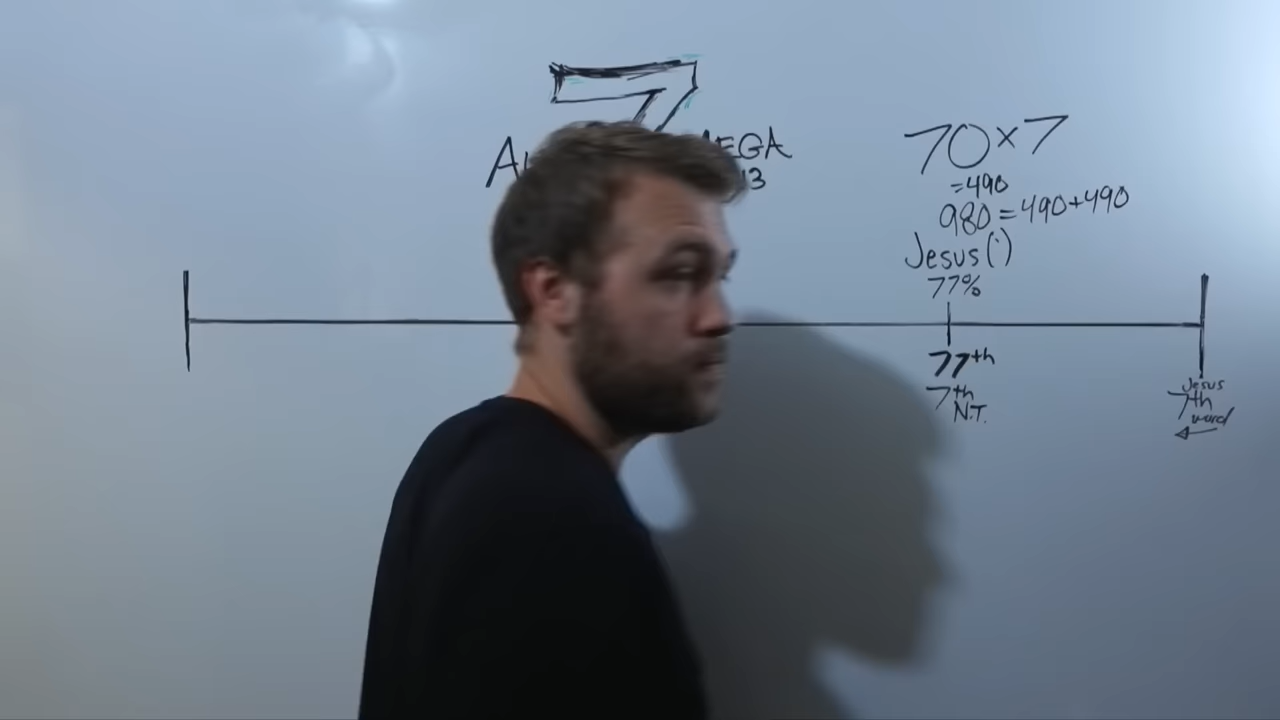 7
EGA
13
70×7
=490
980=490+490
Jesus(')
77%
77th
7th
N.T.
Jesus
7th
word